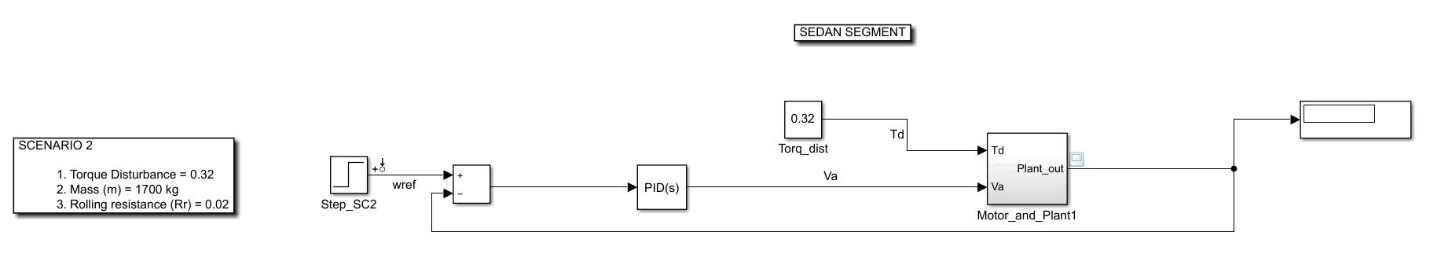 SEDAN SEGMENT
SCENARIO 2
1. Torque Disturbance = 0.32
2. Mass (m) = 1700 kg
3. Rolling resistance (Rr) = 0.02
Step_SC2
wref
+
−
PID(s)
Va
0.32
Torq_dist
Td
Td
Va
Plant_out
Motor_and_Plant1